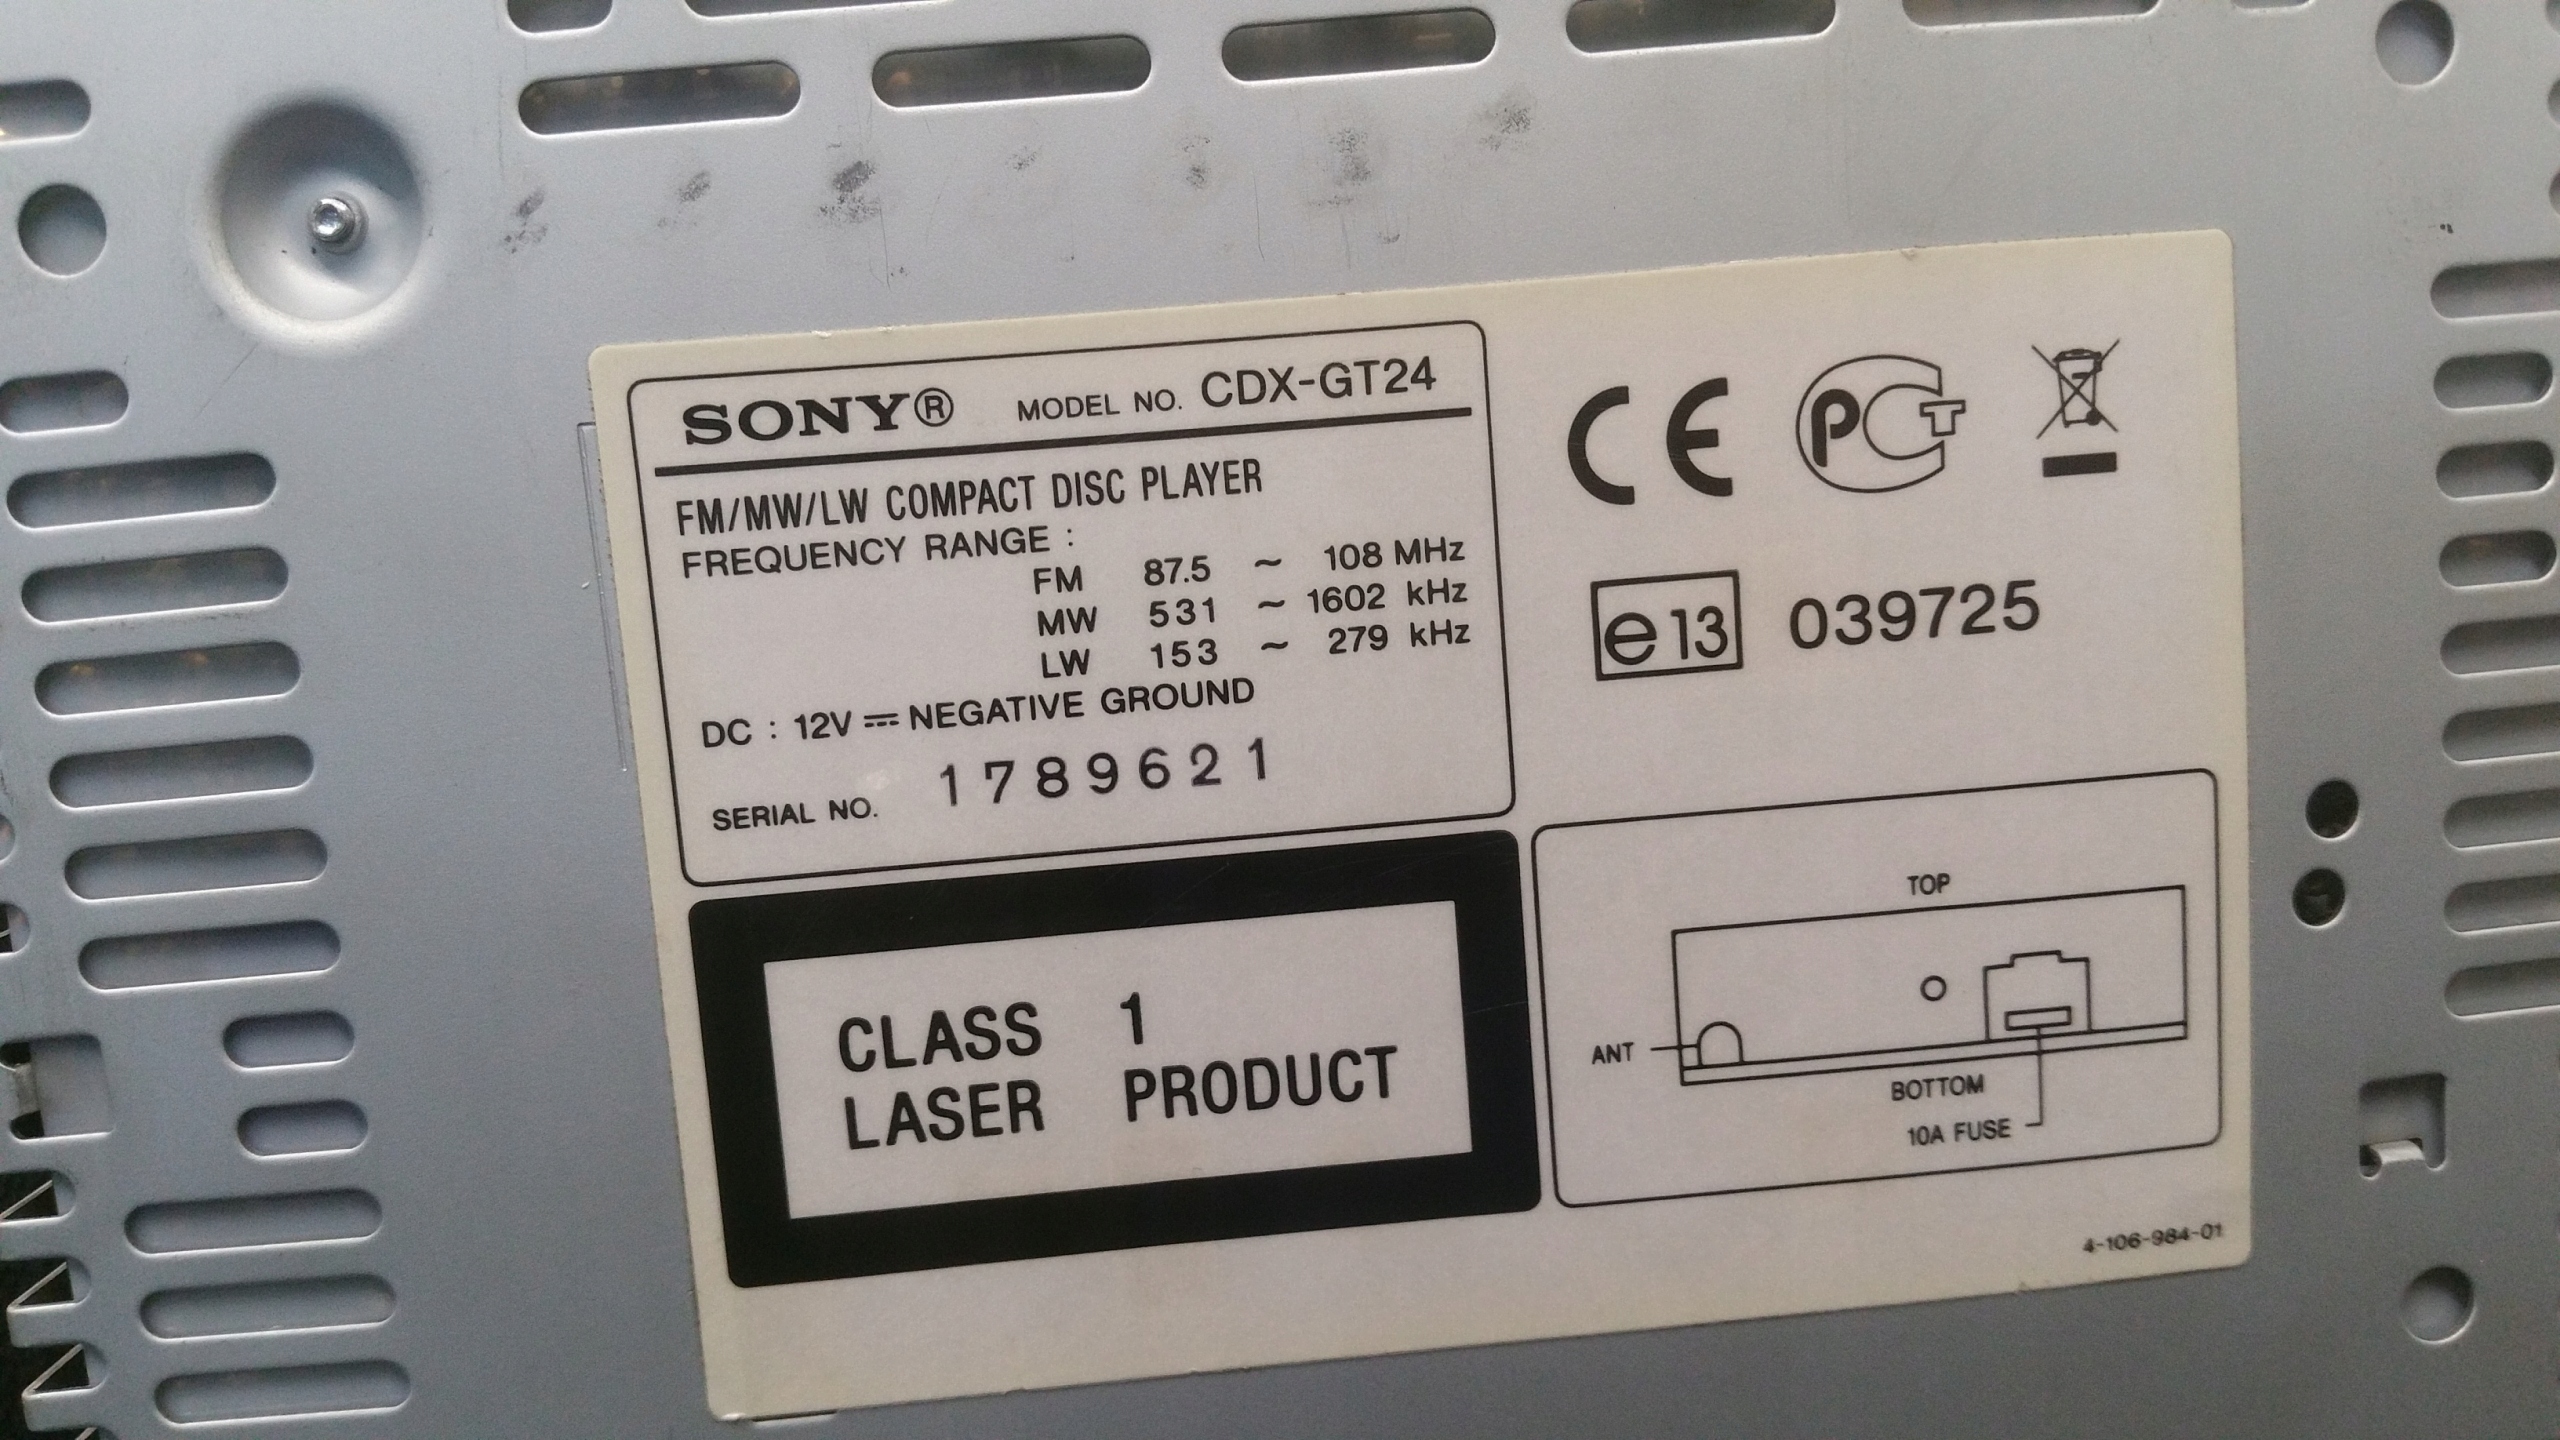 SONY® MODEL NO. CDX-GT24
FM/MW/LW COMPACT DISC PLAYER
FREQUENCY RANGE :
FM 87.5 ~ 108 MHz
MW 531 ~ 1602 kHz
LW 153 ~ 279 kHz
DC : 12V ⎓ NEGATIVE GROUND
SERIAL NO. 1789621
CE PCT
e13 039725
CLASS 1
LASER PRODUCT
TOP
ANT
BOTTOM
10A FUSE
4-106-984-01